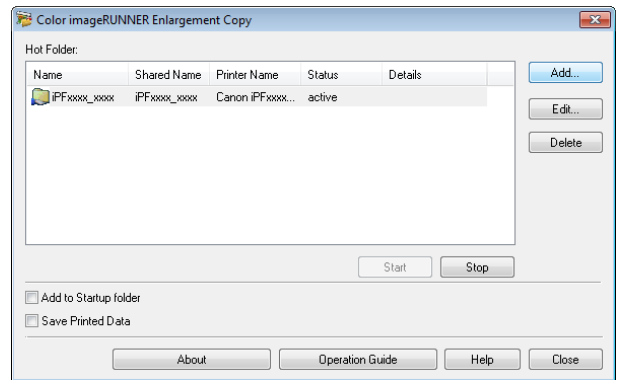 Color imageRUNNER Enlargement Copy
Hot Folder:
Name Shared Name Printer Name Status Details
iPFxxxx_xxxx iPFxxxx_xxxx Canon iPFxxxx... active
Add...
Edit...
Delete
Start Stop
Add to Startup folder
Save Printed Data
About Operation Guide Help Close